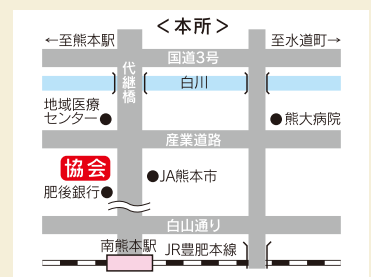 ＜本所＞
←至熊本駅
至水道町→
国道3号
代継橋
白川
地域医療
センター
熊大病院
産業道路
協会
JA熊本市
肥後銀行
白山通り
南熊本駅
JR豊肥本線